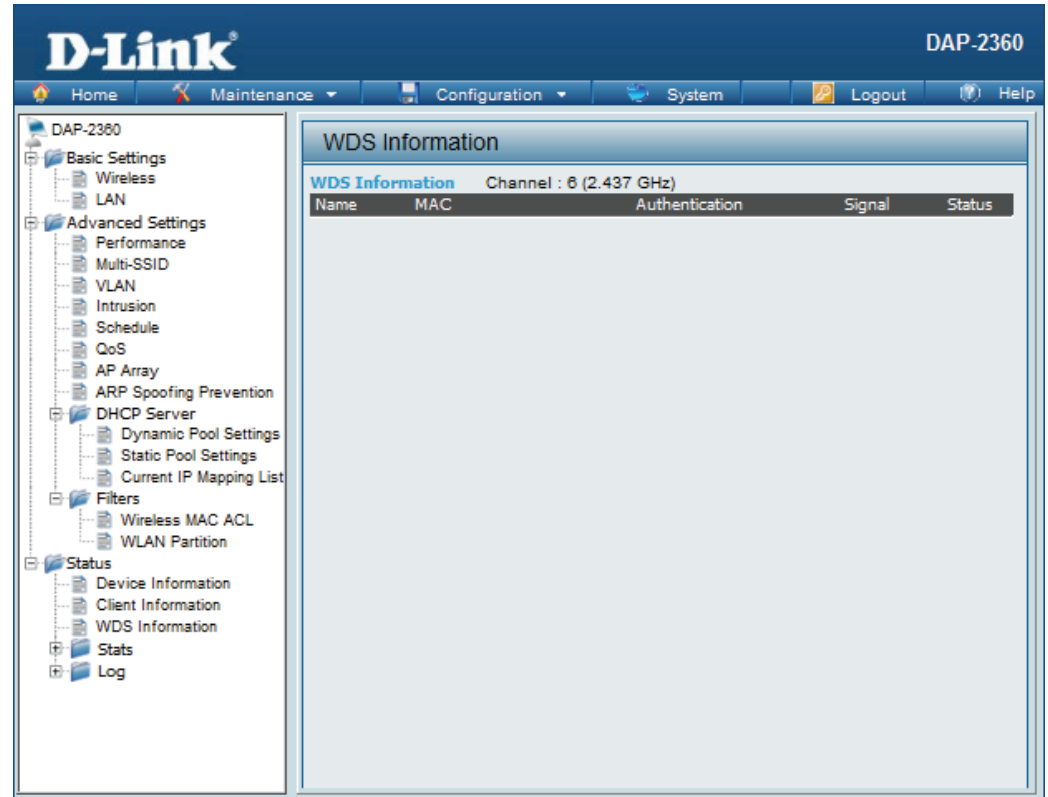 D-Link
DAP-2360
Home Maintenance Configuration System Logout Help
DAP-2360
Basic Settings
Wireless
LAN
Advanced Settings
Performance
Multi-SSID
VLAN
Intrusion
Schedule
QoS
AP Array
ARP Spoofing Prevention
DHCP Server
Dynamic Pool Settings
Static Pool Settings
Current IP Mapping List
Filters
Wireless MAC ACL
WLAN Partition
Status
Device Information
Client Information
WDS Information
Stats
Log
WDS Information
WDS Information Channel : 6 (2.437 GHz)
Name MAC Authentication Signal Status